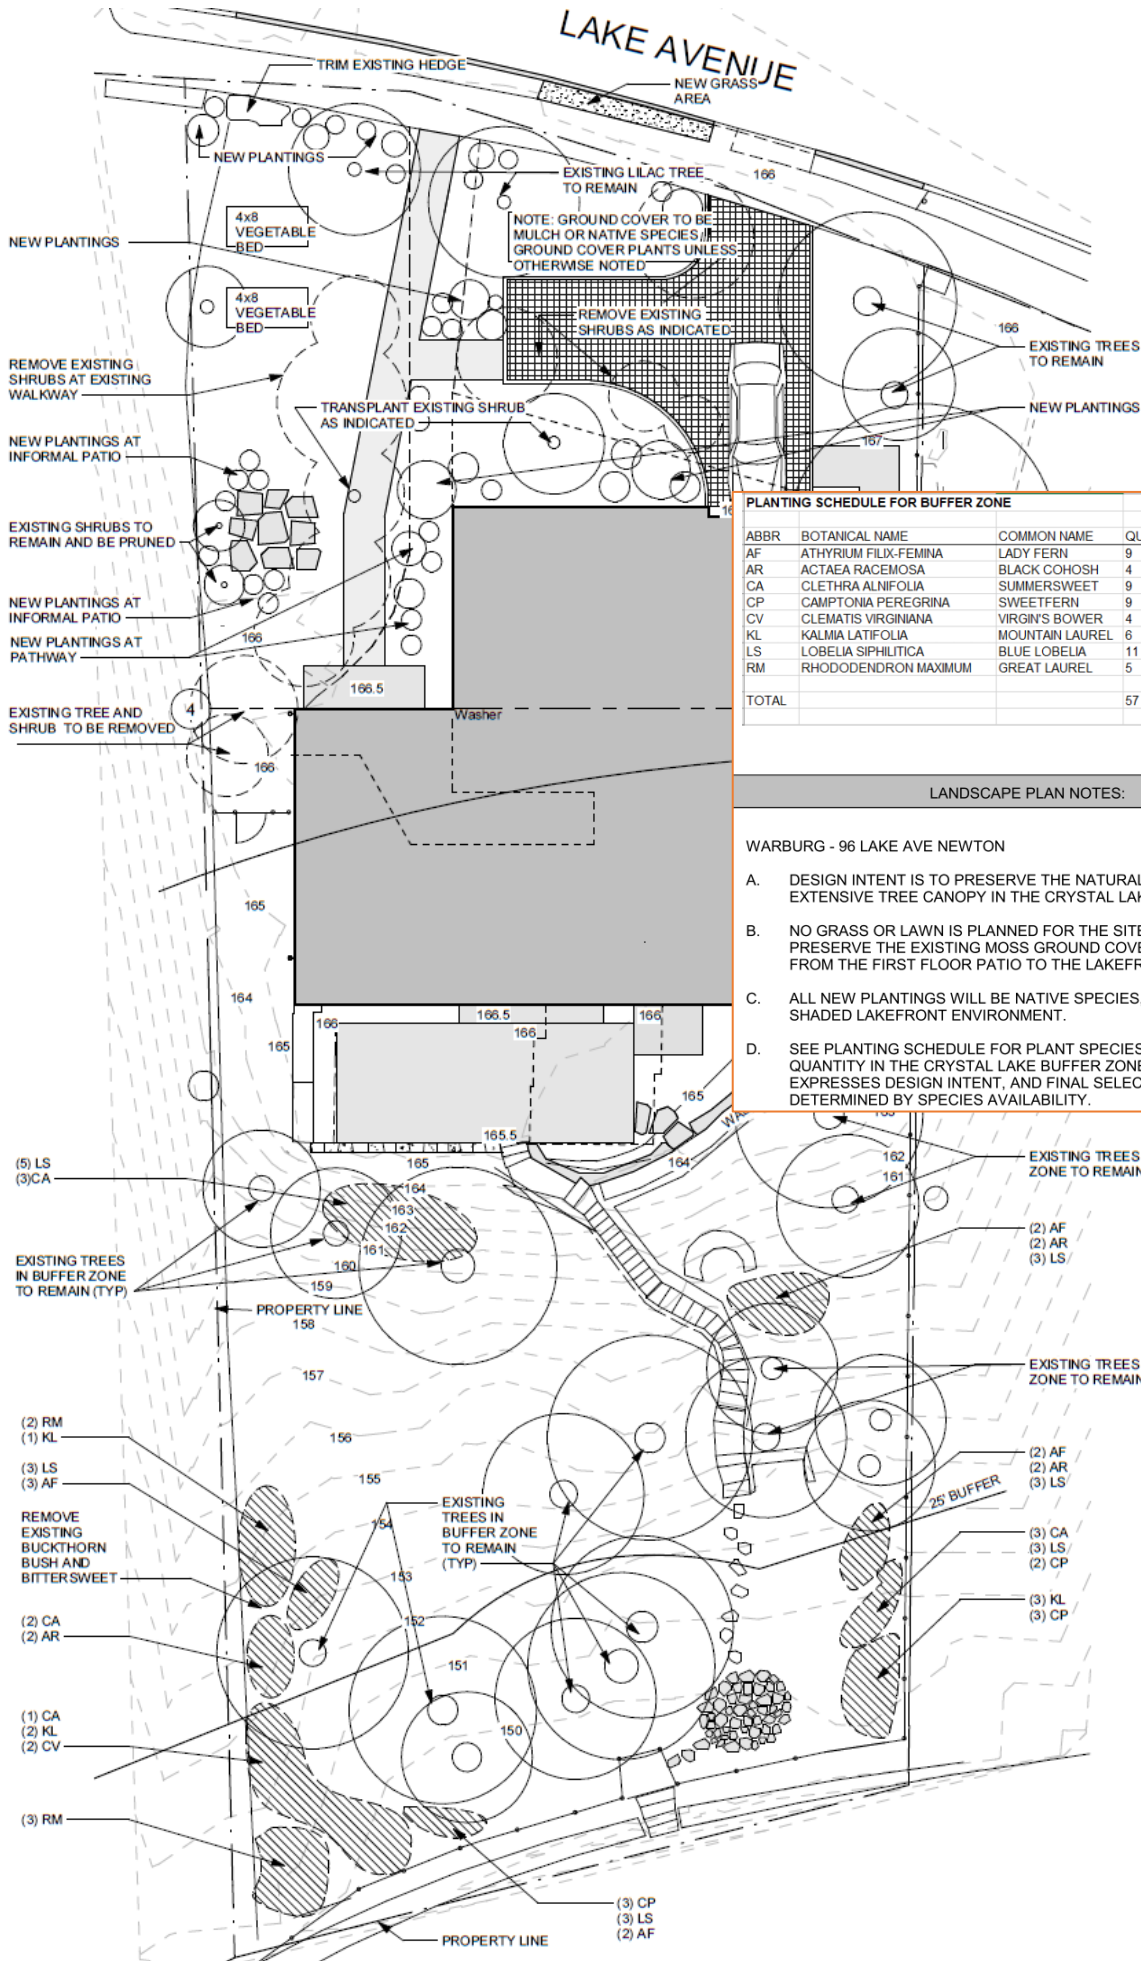 LAKE AVENUE
TRIM EXISTING HEDGE
NEW GRASS
AREA
NEW PLANTINGS
166
EXISTING LILAC TREE
TO REMAIN
4x8
VEGETABLE
BED
NOTE: GROUND COVER TO BE
MULCH OR NATIVE SPECIES
GROUND COVER PLANTS UNLESS
OTHERWISE NOTED
NEW PLANTINGS
4x8
VEGETABLE
BED
REMOVE EXISTING
SHRUBS AS INDICATED
166
EXISTING TREES
TO REMAIN
REMOVE EXISTING
SHRUBS AT EXISTING
WALKWAY
TRANSPLANT EXISTING SHRUB
AS INDICATED
NEW PLANTINGS
167
NEW PLANTINGS AT
INFORMAL PATIO
EXISTING SHRUBS TO
REMAIN AND BE PRUNED
NEW PLANTINGS AT
INFORMAL PATIO
166
NEW PLANTINGS AT
PATHWAY
166.5
EXISTING TREE AND
SHRUB TO BE REMOVED
4
Washer
166
PLANTING SCHEDULE FOR BUFFER ZONE
ABBR BOTANICAL NAME COMMON NAME QU
AF ATHYRIUM FILIX-FEMINA LADY FERN 9
AR ACTAEA RACEMOSA BLACK COHOSH 4
CA CLETHRA ALNIFOLIA SUMMERSWEET 9
CP CAMPTONIA PEREGRINA SWEETFERN 9
CV CLEMATIS VIRGINIANA VIRGIN'S BOWER 4
KL KALMIA LATIFOLIA MOUNTAIN LAUREL 6
LS LOBELIA SIPHILITICA BLUE LOBELIA 11
RM RHODODENDRON MAXIMUM GREAT LAUREL 5
TOTAL 57
LANDSCAPE PLAN NOTES:
WARBURG - 96 LAKE AVE NEWTON
A. DESIGN INTENT IS TO PRESERVE THE NATURAL
EXTENSIVE TREE CANOPY IN THE CRYSTAL LAK
B. NO GRASS OR LAWN IS PLANNED FOR THE SITE
PRESERVE THE EXISTING MOSS GROUND COVE
FROM THE FIRST FLOOR PATIO TO THE LAKEFR
C. ALL NEW PLANTINGS WILL BE NATIVE SPECIES,
SHADED LAKEFRONT ENVIRONMENT.
D. SEE PLANTING SCHEDULE FOR PLANT SPECIES
QUANTITY IN THE CRYSTAL LAKE BUFFER ZONE
EXPRESSES DESIGN INTENT, AND FINAL SELEC
DETERMINED BY SPECIES AVAILABILITY.
165
164
165
166
166.5
166
166
165
165.5
164
165
164
163
162
161
160
159
158
162
161
(5) LS
(3)CA
EXISTING TREES
IN BUFFER ZONE
TO REMAIN (TYP)
PROPERTY LINE
EXISTING TREES
ZONE TO REMAIN
(2) AF
(2) AR
(3) LS
EXISTING TREES
ZONE TO REMAIN
157
156
155
154
153
152
151
150
(2) RM
(1) KL
(3) LS
(3) AF
REMOVE
EXISTING
BUCKTHORN
BUSH AND
BITTERSWEET
EXISTING
TREES IN
BUFFER ZONE
TO REMAIN
(TYP)
(2) AF
(2) AR
(3) LS
25' BUFFER
(3) CA
(3) LS
(2) CP
(3) KL
(3) CP
(2) CA
(2) AR
(1) CA
(2) KL
(2) CV
(3) RM
(3) CP
(3) LS
(2) AF
PROPERTY LINE